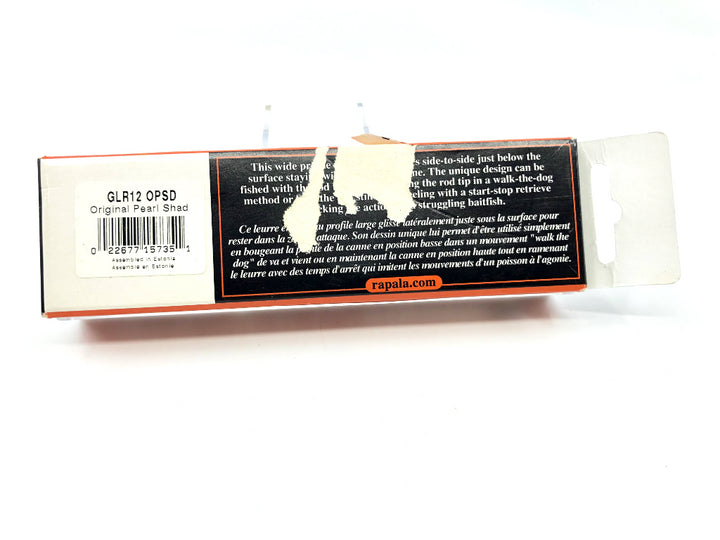 GLR12 OPSD
Original Pearl Shad
0 22677 15735 1
Assembled in Estonia
Assemblé en Estonie
This wide s side-to-side just below the
surface The unique design can be
fished with the rod tip in a walk-the-dog
method or with a start-stop retrieve
struggling baitfish.
Ce leurre profile large glisse latéralement juste sous la surface pour
rester dans la attaque. Son dessin unique lui permet d'être utilisé simplement
en bougeant la de la canne en position basse dans un mouvement "walk the
dog" de va et vient ou en maintenant la canne en position haute tout en ramenant
le leurre avec des temps d'arrêt qui imitent les mouvements d'un poisson à l'agonie.
rapala.com